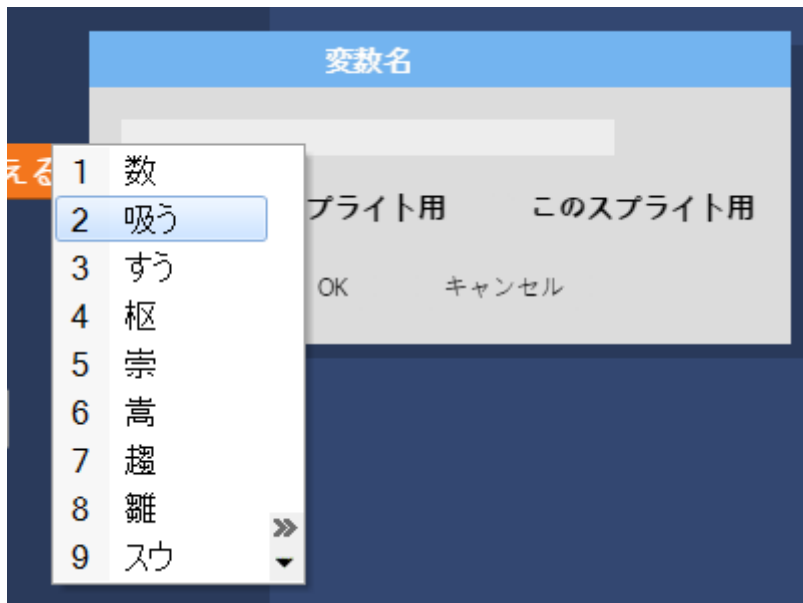 変数名
える
1 数
2 吸う
3 すう
4 枢
5 崇
6 嵩
7 趨
8 雛
9 スウ
プライト用 このスプライト用
OK キャンセル